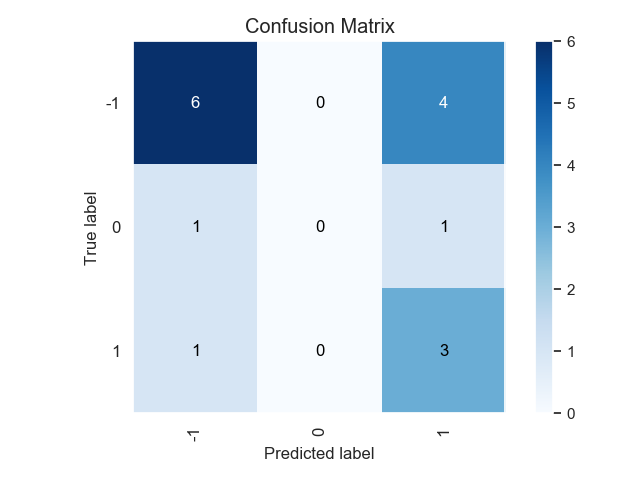 Confusion Matrix
True label
-1 6 0 4
0 1 0 1
1 1 0 3
-1 0 1
Predicted label
6
5
4
3
2
1
0